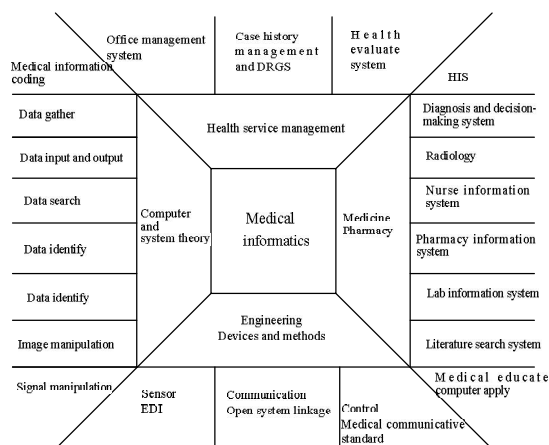 Office management
system
Case history
management
and DRGS
Health
evaluate
system
Medical information
coding
HIS
Data gather
Data input and output
Data search
Data identify
Data identify
Image manipulation
Signal manipulation
Health service management
Computer
and
system theory
Medical
informatics
Medicine
Pharmacy
Engineering
Devices and methods
Diagnosis and decision-
making system
Radiology
Nurse information
system
Pharmacy information
system
Lab information system
Literature search system
Medical educate
computer apply
Sensor
EDI
Communication
Open system linkage
Control
Medical communicative
standard